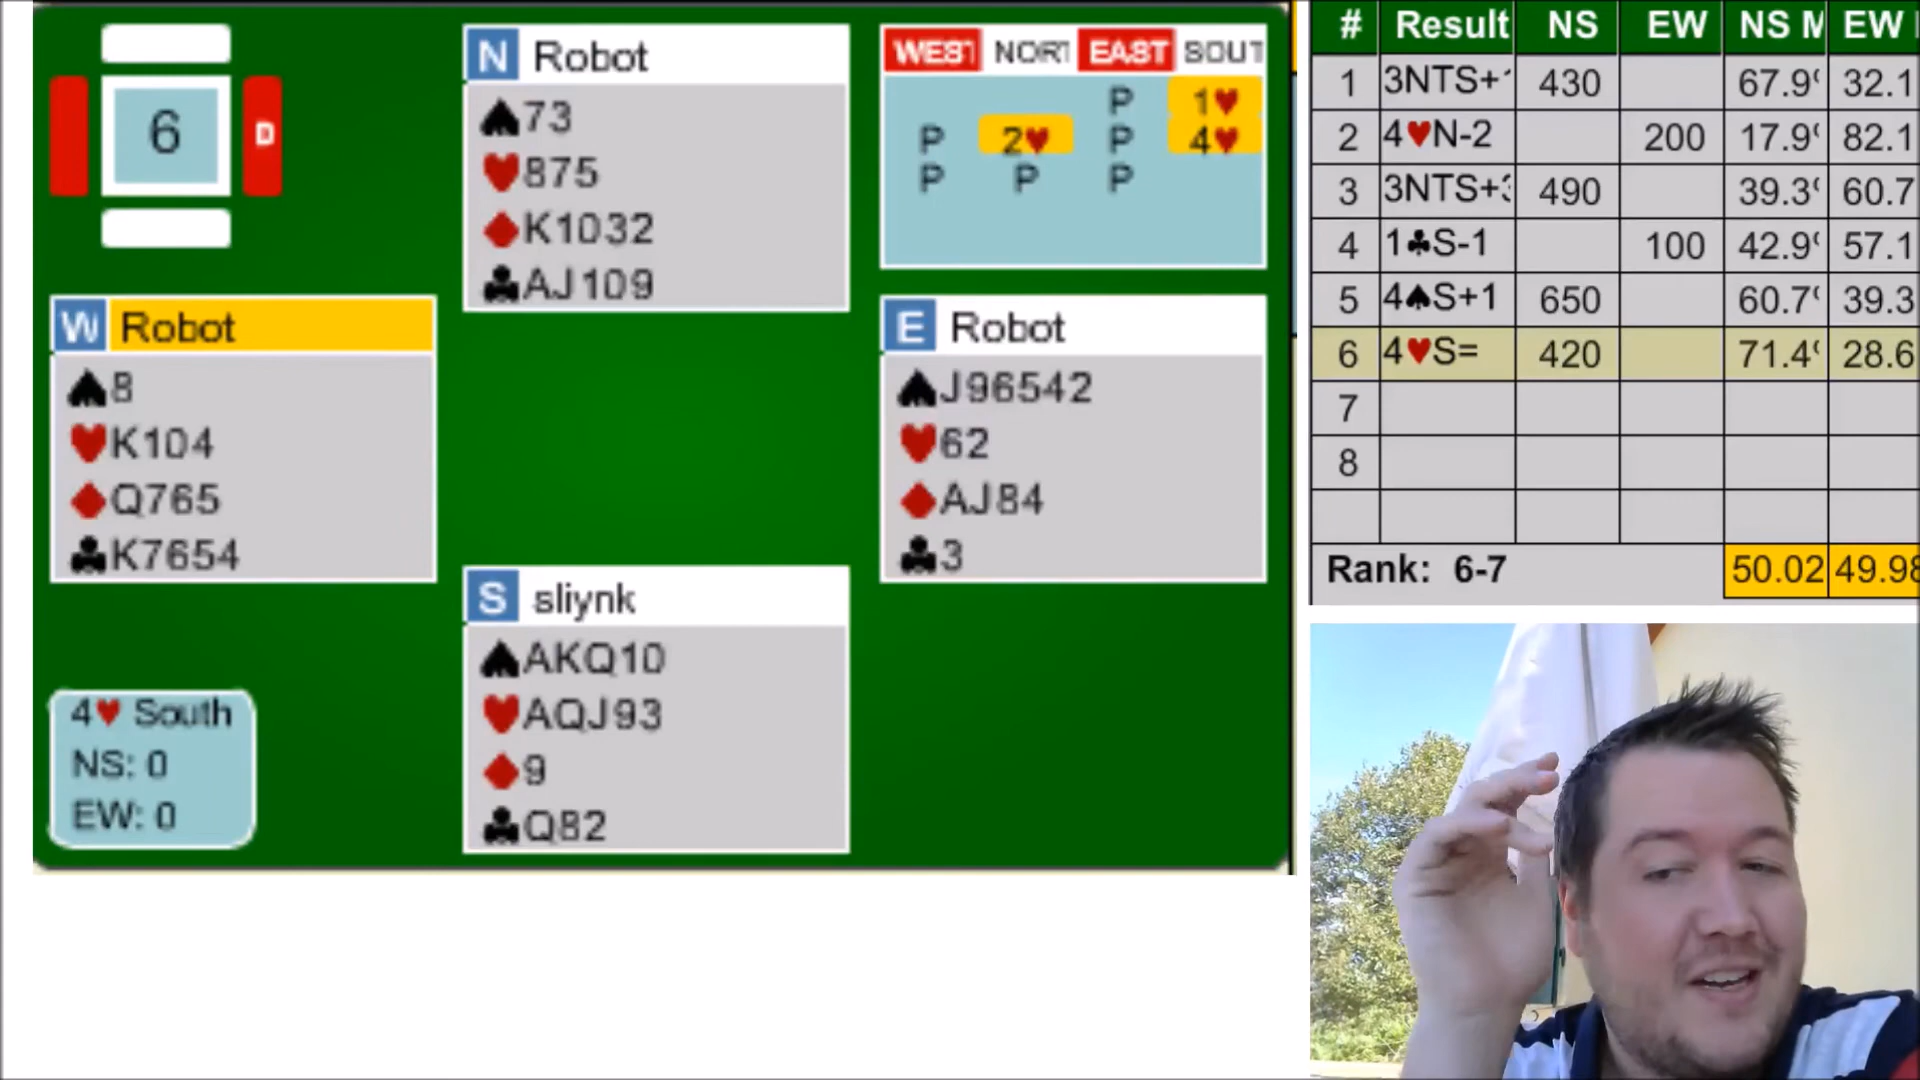 6
D
N Robot
♠73
♥875
♦K1032
♣AJ109
WEST NORT EAST SOUT
P 1♥
P 2♥ P 4♥
P P P
W Robot
♠8
♥K104
♦Q765
♣K7654
E Robot
♠J96542
♥62
♦AJ84
♣3
S sliynk
♠AKQ10
♥AQJ93
♦9
♣Q82
4♥ South
NS: 0
EW: 0
# Result NS EW NS M EW
1 3NTS+ 430 67.9 32.1
2 4♥N-2 200 17.9 82.1
3 3NTS+3 490 39.3 60.7
4 1♣S-1 100 42.9 57.1
5 4♠S+1 650 60.7 39.3
6 4♥S= 420 71.4 28.6
7
8
Rank: 6-7 50.02 49.98